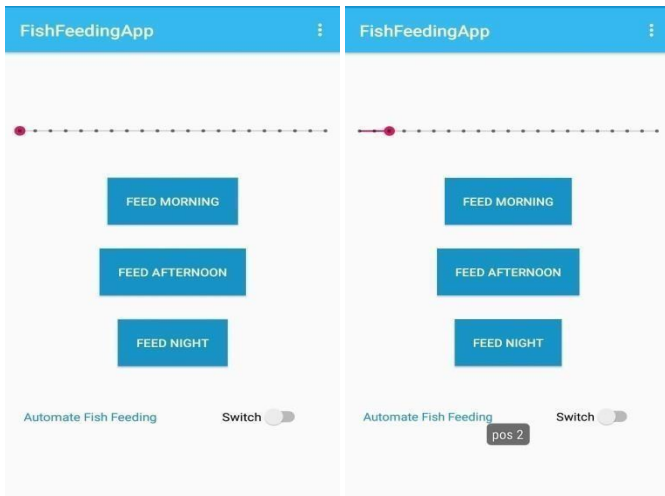 FishFeedingApp
FEED MORNING
FEED AFTERNOON
FEED NIGHT
Automate Fish Feeding Switch
FishFeedingApp
FEED MORNING
FEED AFTERNOON
FEED NIGHT
Automate Fish Feeding Switch
pos 2